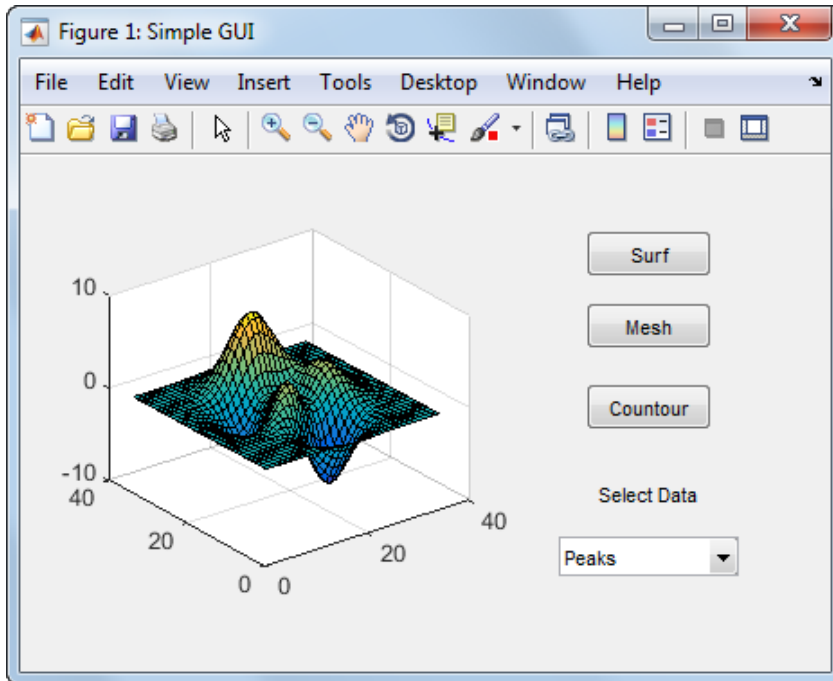 Figure 1: Simple GUI
File Edit View Insert Tools Desktop Window Help
Surf
Mesh
Countour
Select Data
Peaks
10
0
-10
40
20
0
0
20
40